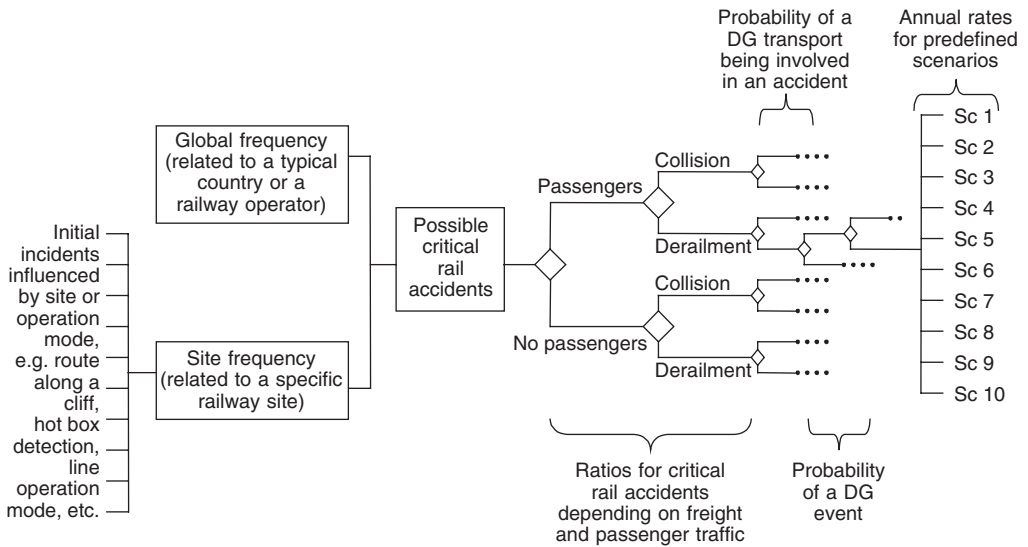 Initial
incidents
influenced
by site or
operation
mode,
e.g. route
along a
cliff,
hot box
detection,
line
operation
mode, etc.
Global frequency
(related to a typical
country or a
railway operator)
Site frequency
(related to a specific
railway site)
Possible
critical
rail
accidents
Passengers
No passengers
Collision
Derailment
Collision
Derailment
Ratios for critical
rail accidents
depending on freight
and passenger traffic
Probability of a
DG transport
being involved
in an accident
Probability
of a DG
event
Annual rates
for predefined
scenarios
Sc 1
Sc 2
Sc 3
Sc 4
Sc 5
Sc 6
Sc 7
Sc 8
Sc 9
Sc 10